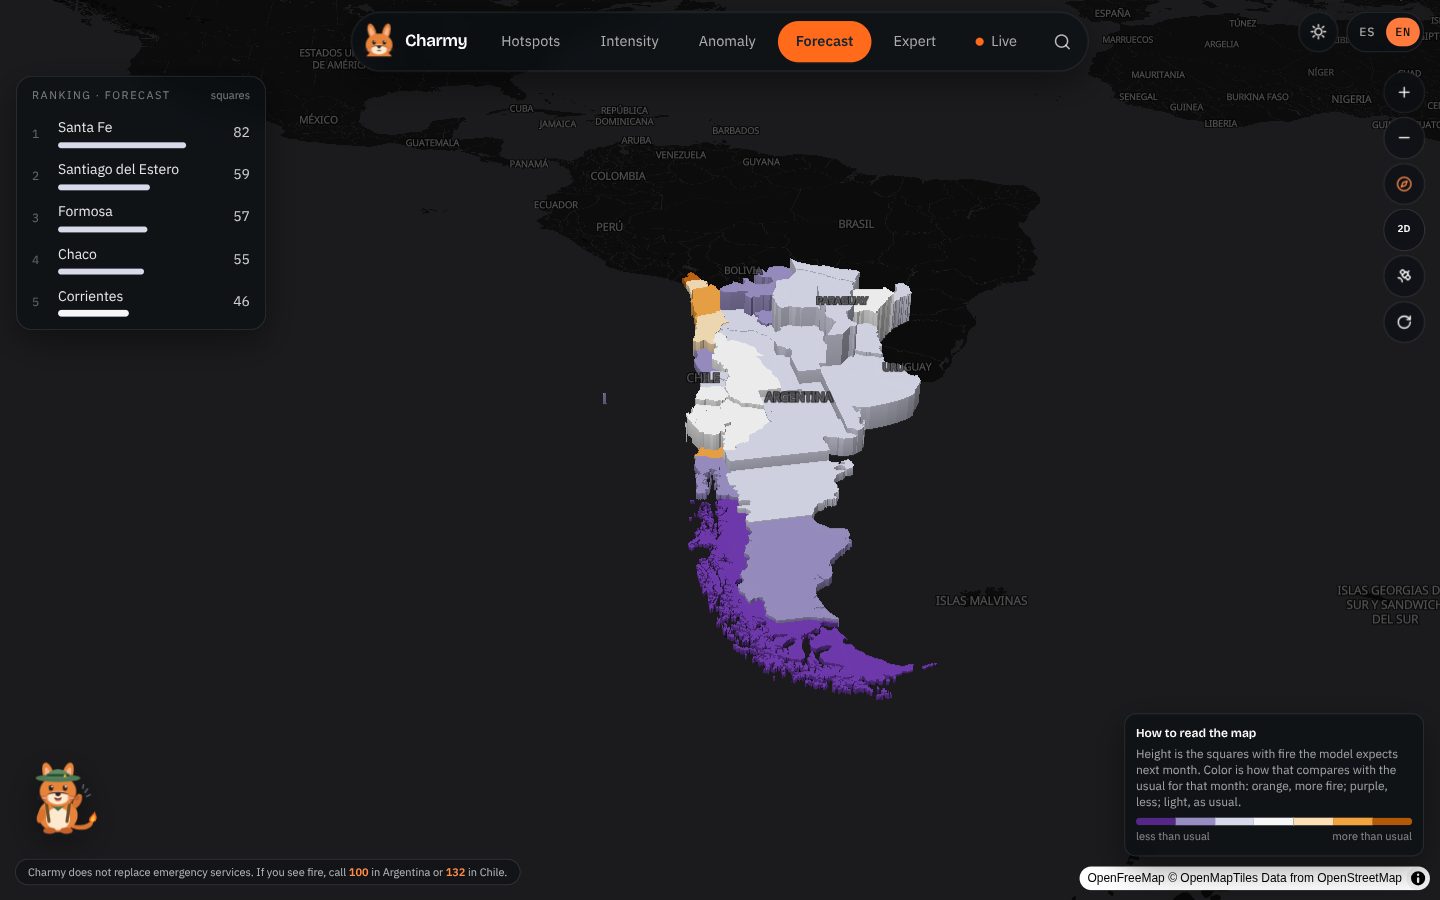 Charmy
Hotspots
Intensity
Anomaly
Forecast
Expert
Live
ES
EN
RANKING · FORECAST
squares
1
Santa Fe
82
2
Santiago del Estero
59
3
Formosa
57
4
Chaco
55
5
Corrientes
46
+
−
2D
MÉXICO
CUBA
JAMAICA
REPÚBLICA
DOMINICANA
GUATEMALA
ARUBA
BARBADOS
PANAMÁ
VENEZUELA
GUYANA
COLOMBIA
ECUADOR
PERÚ
BRASIL
PARAGUAY
CHILE
ARGENTINA
URUGUAY
ISLAS MALVINAS
ISLAS GEORGIAS D
SUR Y SANDWICH
DEL SUR
ESPAÑA
TÚNEZ
MARRUECOS
ARGELIA
MAURITANIA
NÍGER
SENEGAL
GUINEA
BURKINA FASO
NIGERIA
LIBERIA
How to read the map
Height is the squares with fire the model expects
next month. Color is how that compares with the
usual for that month: orange, more fire; purple,
less; light, as usual.
less than usual
more than usual
Charmy does not replace emergency services. If you see fire, call 100 in Argentina or 132 in Chile.
OpenFreeMap © OpenMapTiles Data from OpenStreetMap